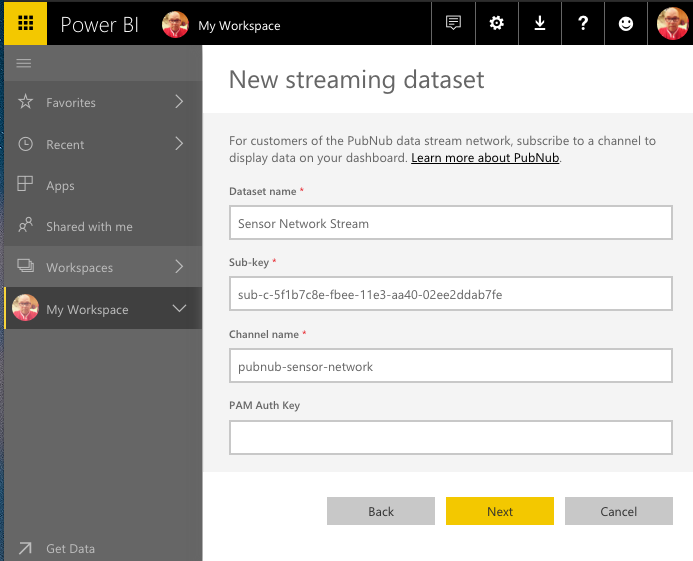 Power BI
My Workspace
?
Favorites
Recent
Apps
Shared with me
Workspaces
My Workspace
Get Data
New streaming dataset
For customers of the PubNub data stream network, subscribe to a channel to
display data on your dashboard. Learn more about PubNub.
Dataset name *
Sensor Network Stream
Sub-key *
sub-c-5f1b7c8e-fbee-11e3-aa40-02ee2ddab7fe
Channel name *
pubnub-sensor-network
PAM Auth Key
Back
Next
Cancel